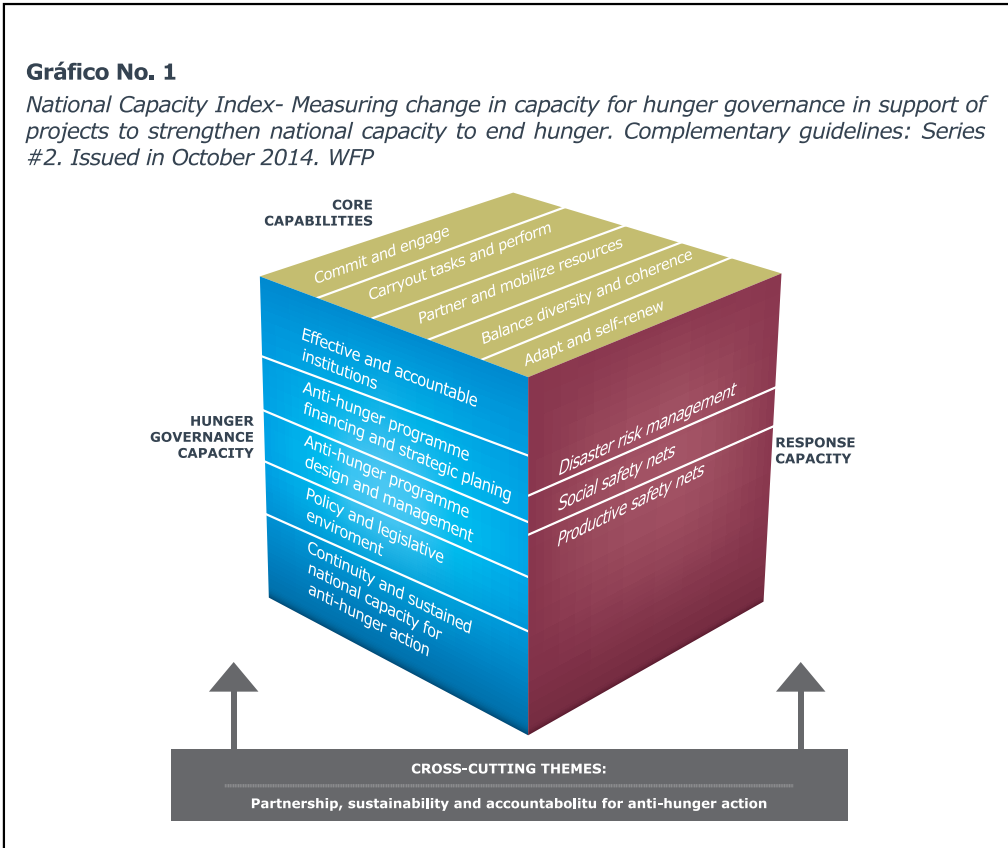 Gráfico No. 1
National Capacity Index- Measuring change in capacity for hunger governance in support of
projects to strengthen national capacity to end hunger. Complementary guidelines: Series
#2. Issued in October 2014. WFP
CORE
CAPABILITIES
Commit and engage
Carryout tasks and perform
Partner and mobilize resources
Balance diversity and coherence
Adapt and self-renew
HUNGER
GOVERNANCE
CAPACITY
Effective and accountable
institutions
Anti-hunger programme
financing and strategic planing
Anti-hunger programme
design and management
Policy and legislative
enviroment
Continuity and sustained
national capacity for
anti-hunger action
Disaster risk management
Social safety nets
Productive safety nets
RESPONSE
CAPACITY
CROSS-CUTTING THEMES:
Partnership, sustainability and accountabolitu for anti-hunger action